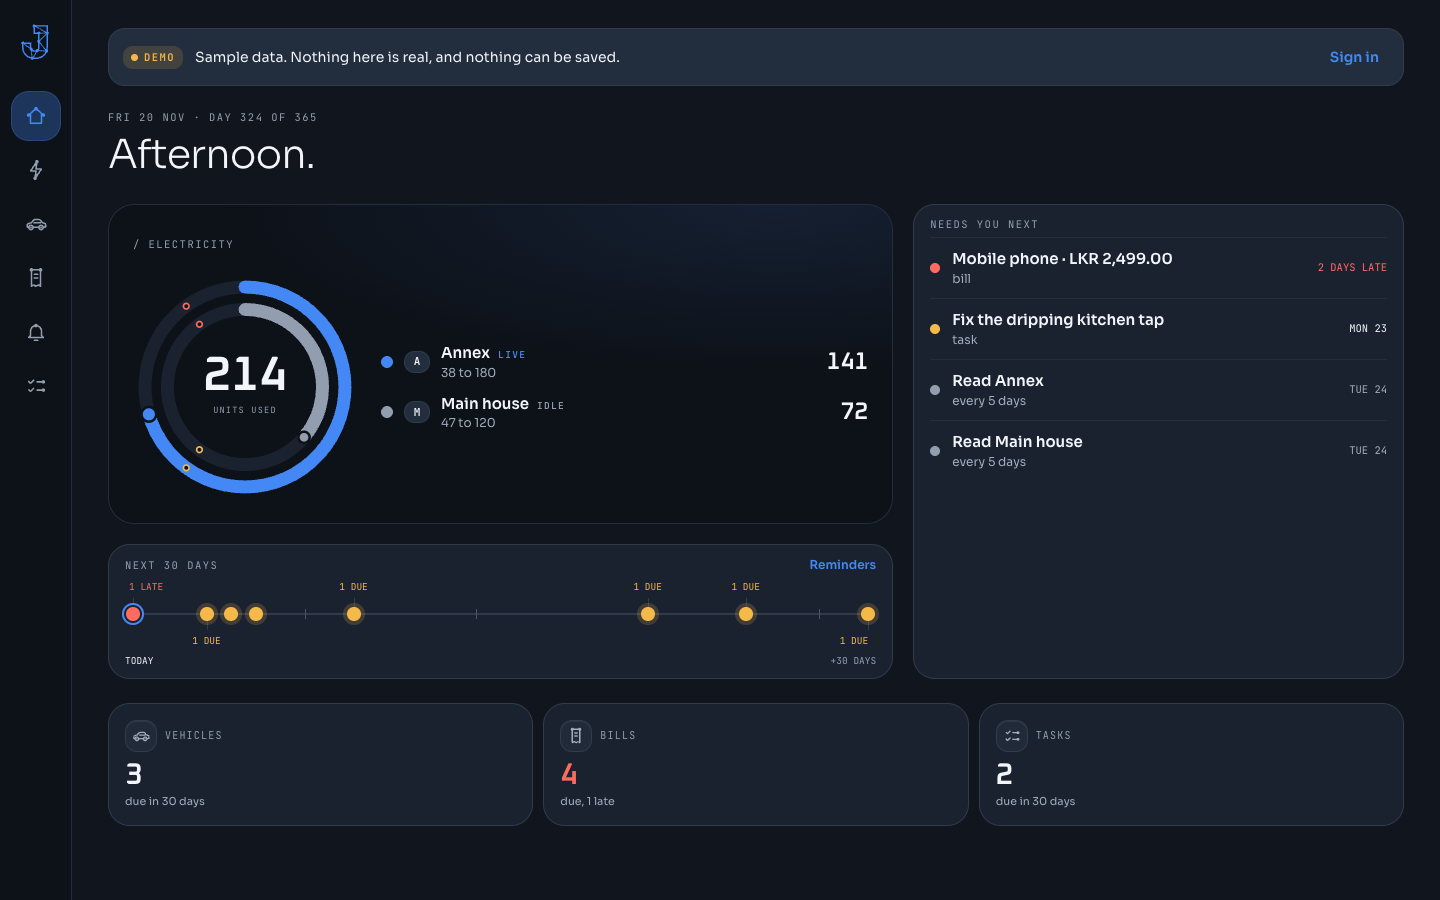 DEMO Sample data. Nothing here is real, and nothing can be saved. Sign in
FRI 20 NOV · DAY 324 OF 365
Afternoon.
/ ELECTRICITY
214
UNITS USED
A Annex LIVE 141
38 to 180
M Main house IDLE 72
47 to 120
NEEDS YOU NEXT
Mobile phone · LKR 2,499.00
bill
2 DAYS LATE
Fix the dripping kitchen tap
task
MON 23
Read Annex
every 5 days
TUE 24
Read Main house
every 5 days
TUE 24
NEXT 30 DAYS Reminders
1 LATE 1 DUE 1 DUE 1 DUE
1 DUE 1 DUE
TODAY +30 DAYS
VEHICLES
3
due in 30 days
BILLS
4
due, 1 late
TASKS
2
due in 30 days